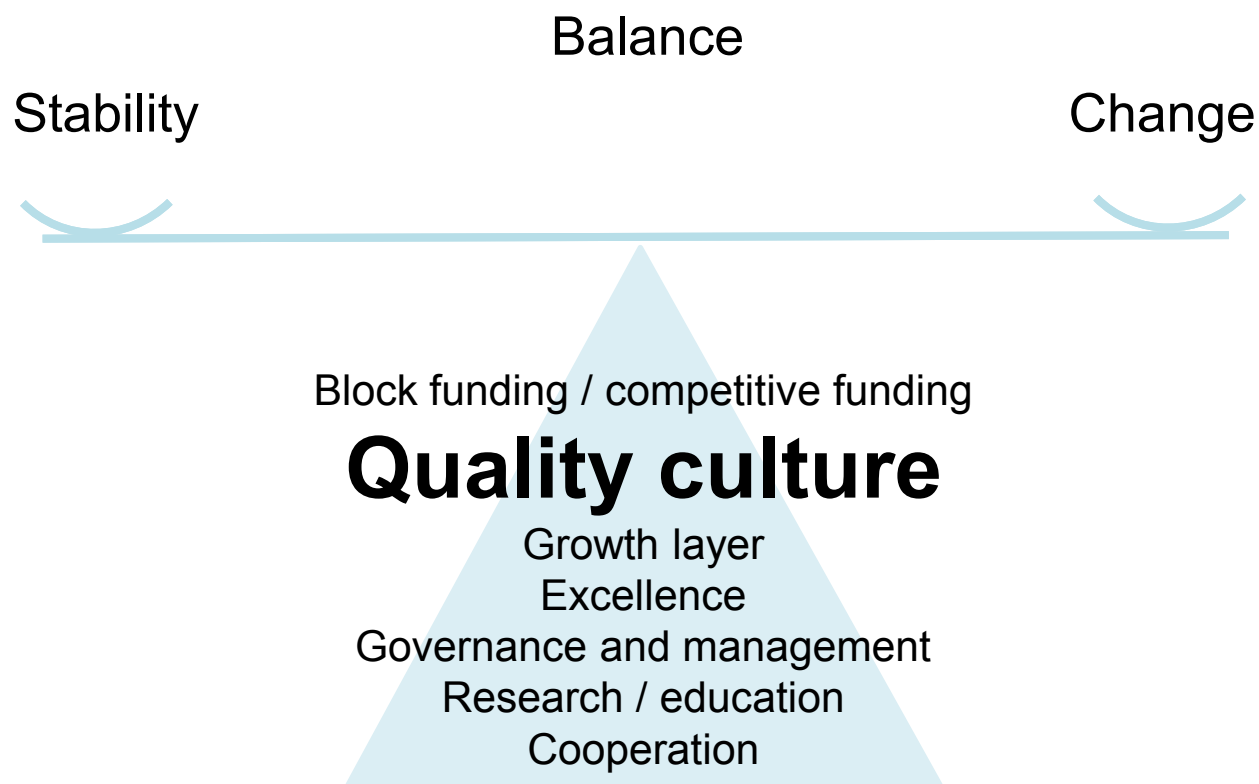 Balance
Stability
Change
Block funding / competitive funding
Quality culture
Growth layer
Excellence
Governance and management
Research / education
Cooperation